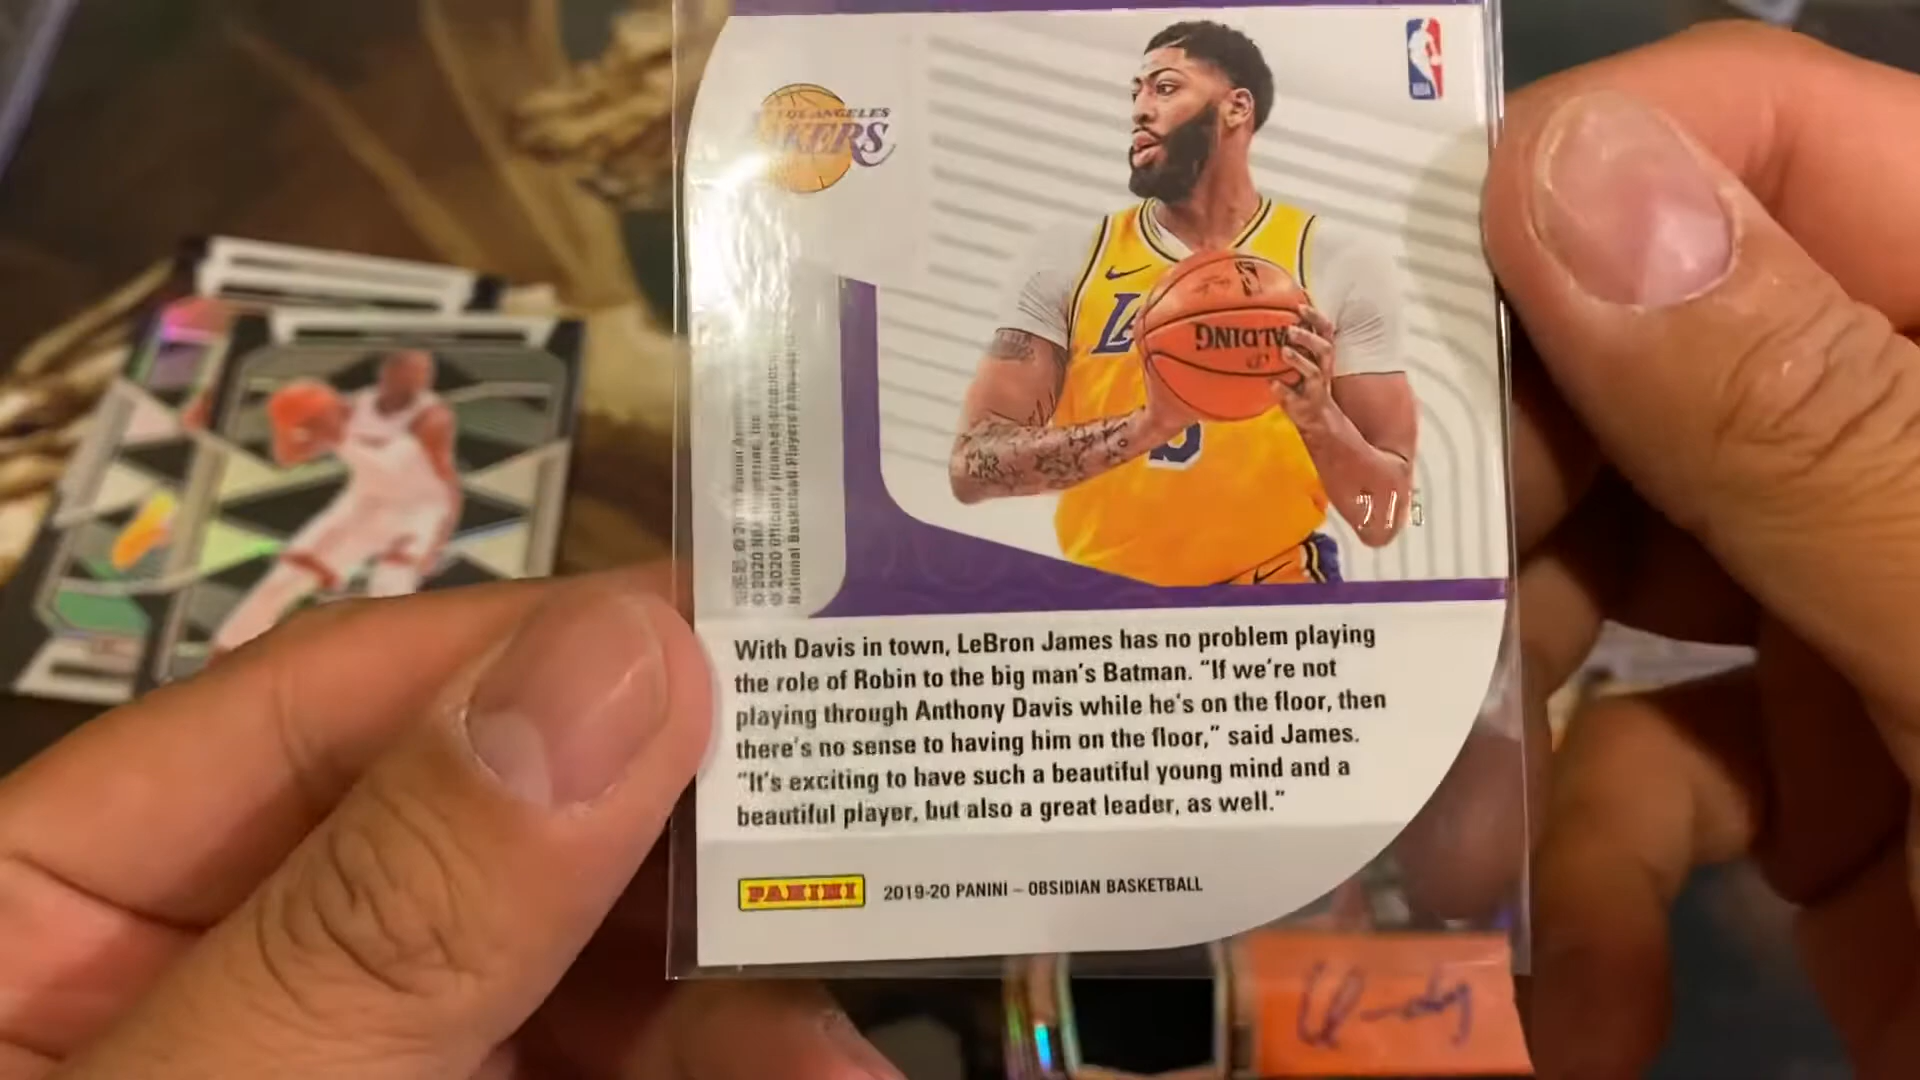 LOS ANGELES
LAKERS
NBA
SPALDING
With Davis in town, LeBron James has no problem playing
the role of Robin to the big man's Batman. “If we're not
playing through Anthony Davis while he's on the floor, then
there's no sense to having him on the floor,” said James.
“It's exciting to have such a beautiful young mind and a
beautiful player, but also a great leader, as well.”
PANINI
2019-20 PANINI – OBSIDIAN BASKETBALL